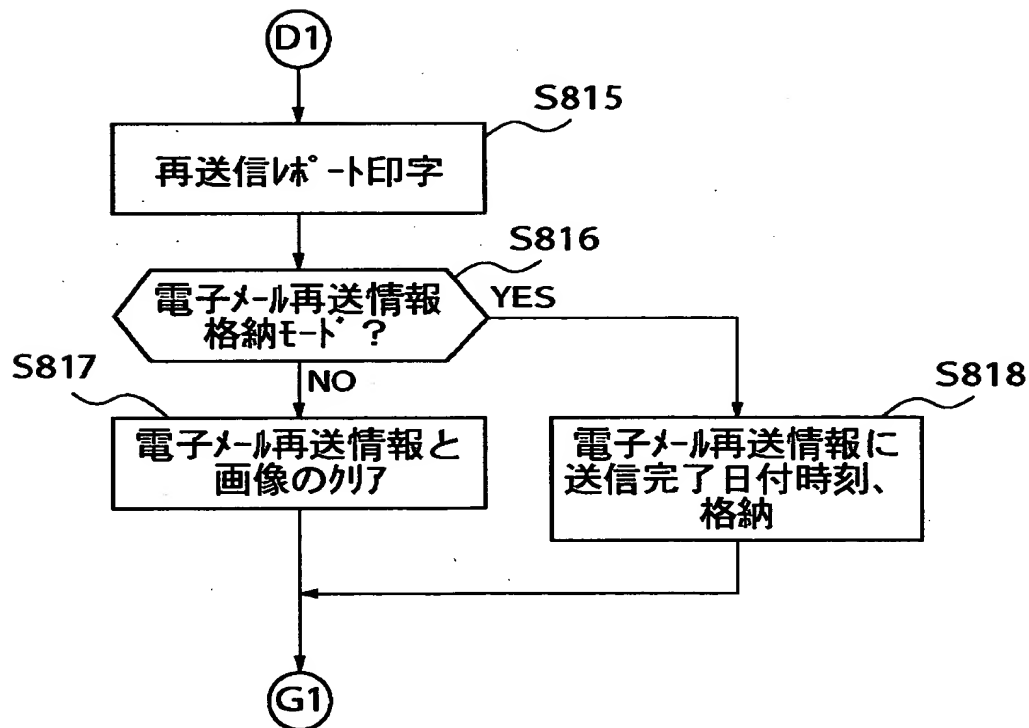 D1
S815
再送信ﾚﾎﾟｰﾄ印字
S816
電子ﾒｰﾙ再送情報
格納ﾓｰﾄﾞ？
YES
NO
S817
電子ﾒｰﾙ再送情報と
画像のｸﾘｱ
S818
電子ﾒｰﾙ再送情報に
送信完了日付時刻、
格納
G1